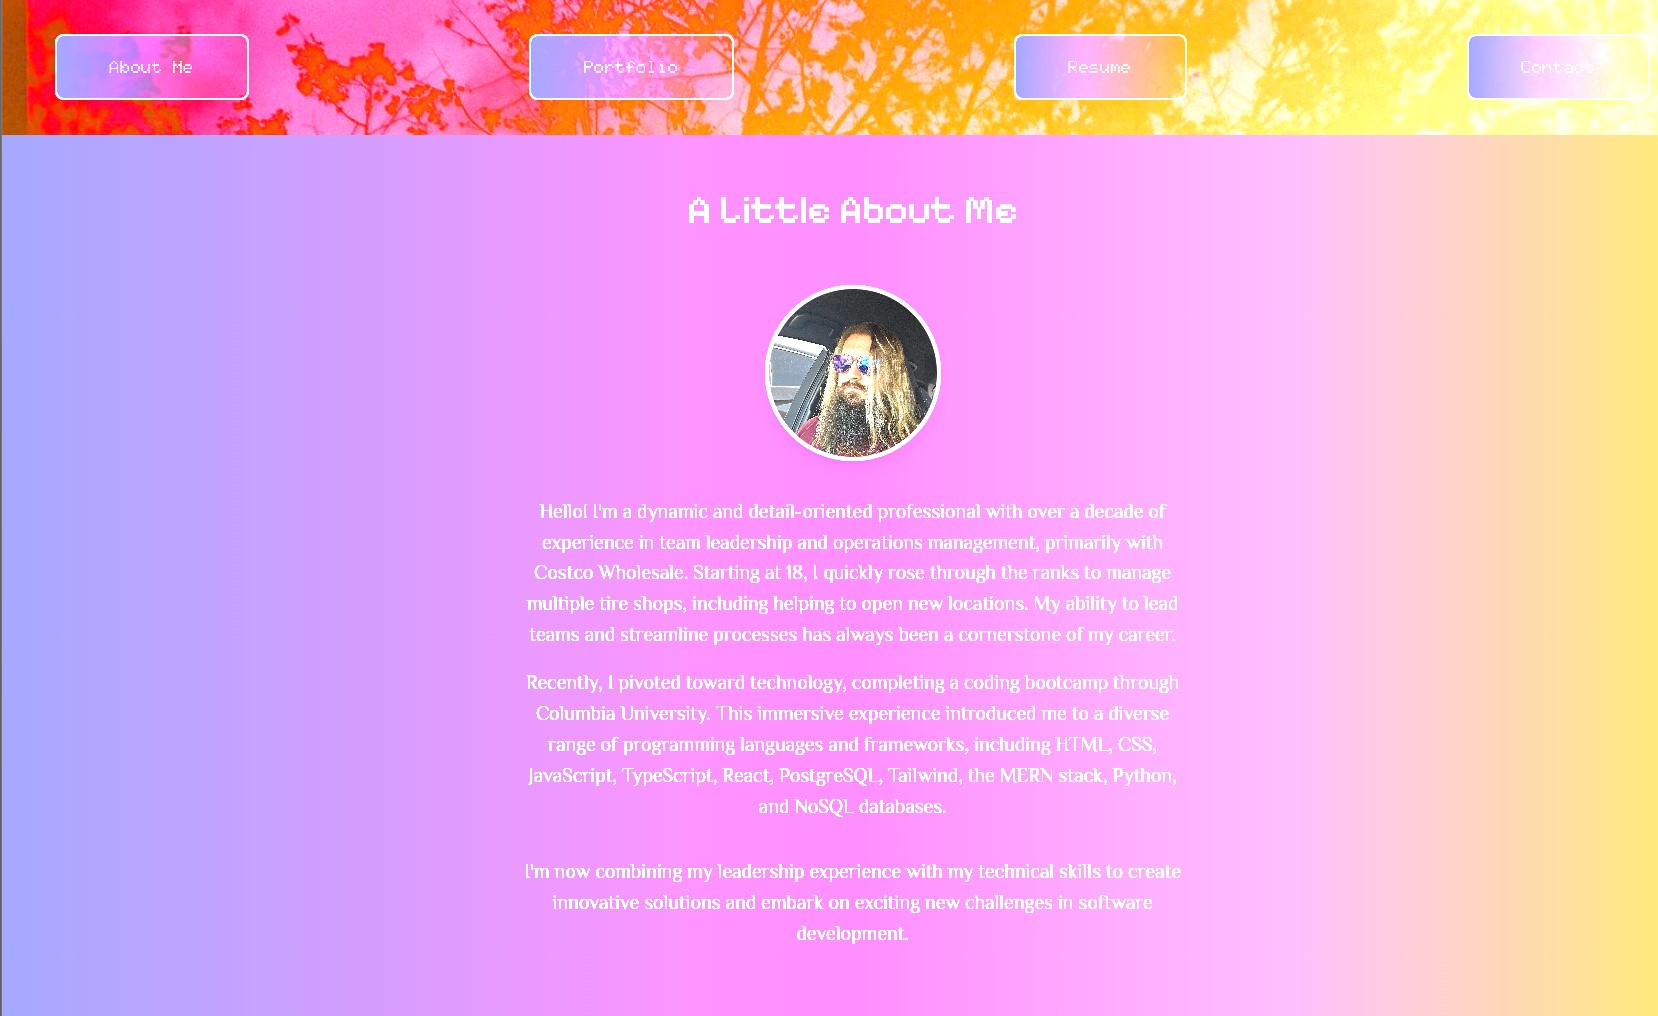 About Me
Portfolio
Resume
Contact
A Little About Me
Hello! I'm a dynamic and detail-oriented professional with over a decade of
experience in team leadership and operations management, primarily with
Costco Wholesale. Starting at 18, I quickly rose through the ranks to manage
multiple tire shops, including helping to open new locations. My ability to lead
teams and streamline processes has always been a cornerstone of my career.
Recently, I pivoted toward technology, completing a coding bootcamp through
Columbia University. This immersive experience introduced me to a diverse
range of programming languages and frameworks, including HTML, CSS,
JavaScript, TypeScript, React, PostgreSQL, Tailwind, the MERN stack, Python,
and NoSQL databases.
I'm now combining my leadership experience with my technical skills to create
innovative solutions and embark on exciting new challenges in software
development.